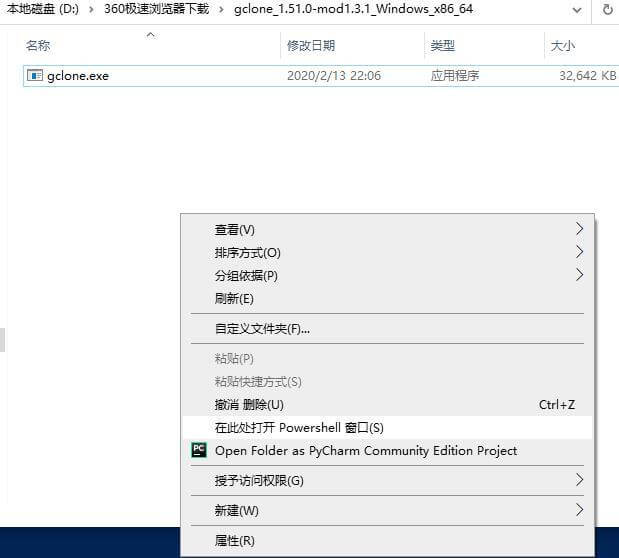 本地磁盘 (D:) > 360极速浏览器下载 > gclone_1.51.0-mod1.3.1_Windows_x86_64
名称 修改日期 类型 大小
gclone.exe 2020/2/13 22:06 应用程序 32,642 KB
查看(V)
排序方式(O)
分组依据(P)
刷新(E)
自定义文件夹(F)...
粘贴(P)
粘贴快捷方式(S)
撤消 删除(U) Ctrl+Z
在此处打开 Powershell 窗口(S)
PC Open Folder as PyCharm Community Edition Project
授予访问权限(G)
新建(W)
属性(R)